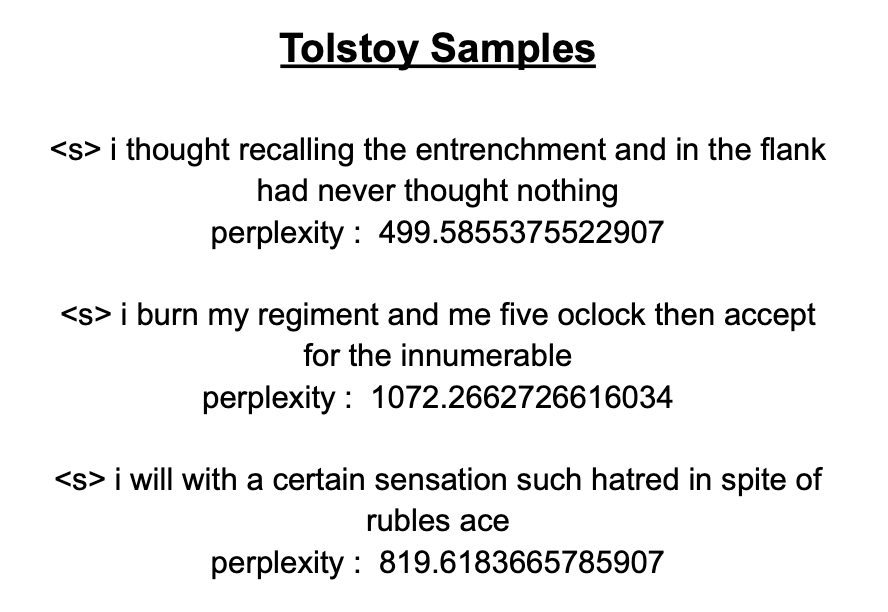 Tolstoy Samples
<s> i thought recalling the entrenchment and in the flank
had never thought nothing
perplexity :  499.5855375522907
<s> i burn my regiment and me five oclock then accept
for the innumerable
perplexity :  1072.2662726616034
<s> i will with a certain sensation such hatred in spite of
rubles ace
perplexity :  819.6183665785907